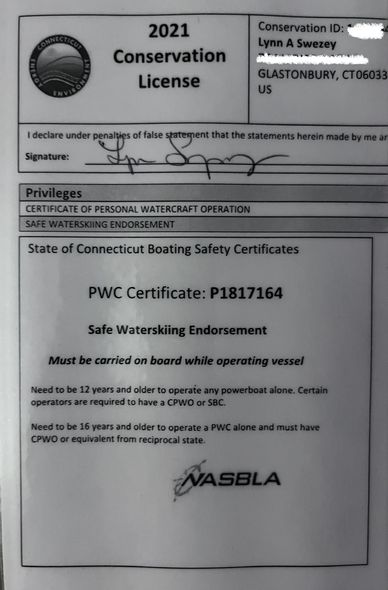 2021
Conservation
License
Conservation ID:
Lynn A Swezey
GLASTONBURY, CT06033
US
I declare under penalties of false statement that the statements herein made by me ar
Signature:
Privileges
CERTIFICATE OF PERSONAL WATERCRAFT OPERATION
SAFE WATERSKIING ENDORSEMENT
State of Connecticut Boating Safety Certificates
PWC Certificate: P1817164
Safe Waterskiing Endorsement
Must be carried on board while operating vessel
Need to be 12 years and older to operate any powerboat alone. Certain
operators are required to have a CPWO or SBC.
Need to be 16 years and older to operate a PWC alone and must have
CPWO or equivalent from reciprocal state.
NASBLA